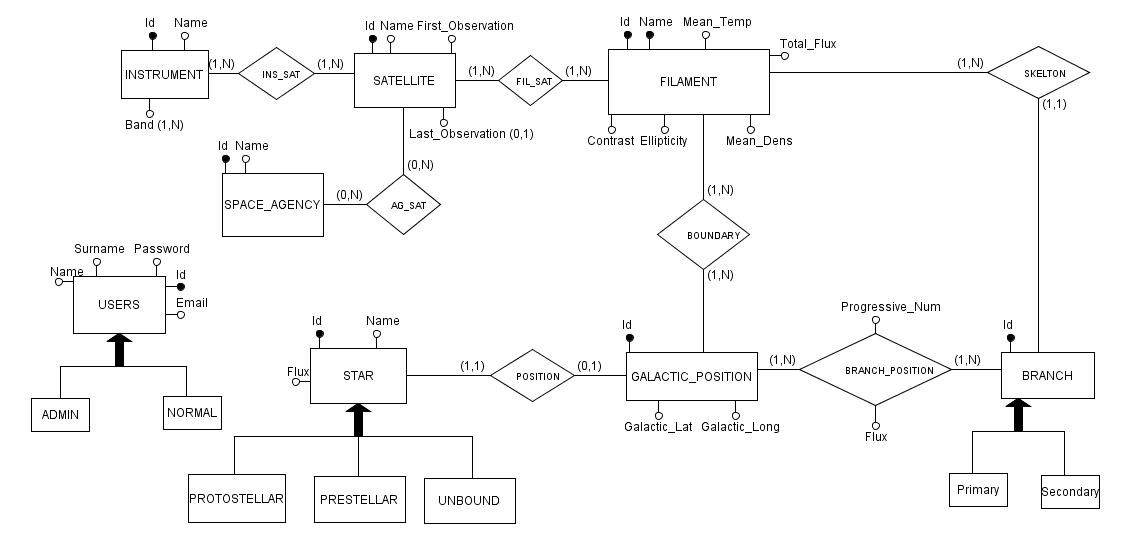 Id Name
Id Name First_Observation
Id Name Mean_Temp
Total_Flux
INSTRUMENT
(1,N)
INS_SAT
(1,N)
SATELLITE
(1,N)
FIL_SAT
(1,N)
FILAMENT
(1,N)
SKELTON
(1,1)
Band (1,N)
Last_Observation (0,1)
Contrast Ellipticity Mean_Dens
Id Name
(0,N)
SPACE_AGENCY
(0,N)
AG_SAT
(1,N)
BOUNDARY
(1,N)
Surname Password
Name
Id
Email
USERS
ADMIN
NORMAL
Id Name
Flux
STAR
(1,1)
POSITION
(0,1)
Id
GALACTIC_POSITION
Galactic_Lat Galactic_Long
(1,N)
Progressive_Num
BRANCH_POSITION
Flux
(1,N)
Id
BRANCH
PROTOSTELLAR
PRESTELLAR
UNBOUND
Primary
Secondary